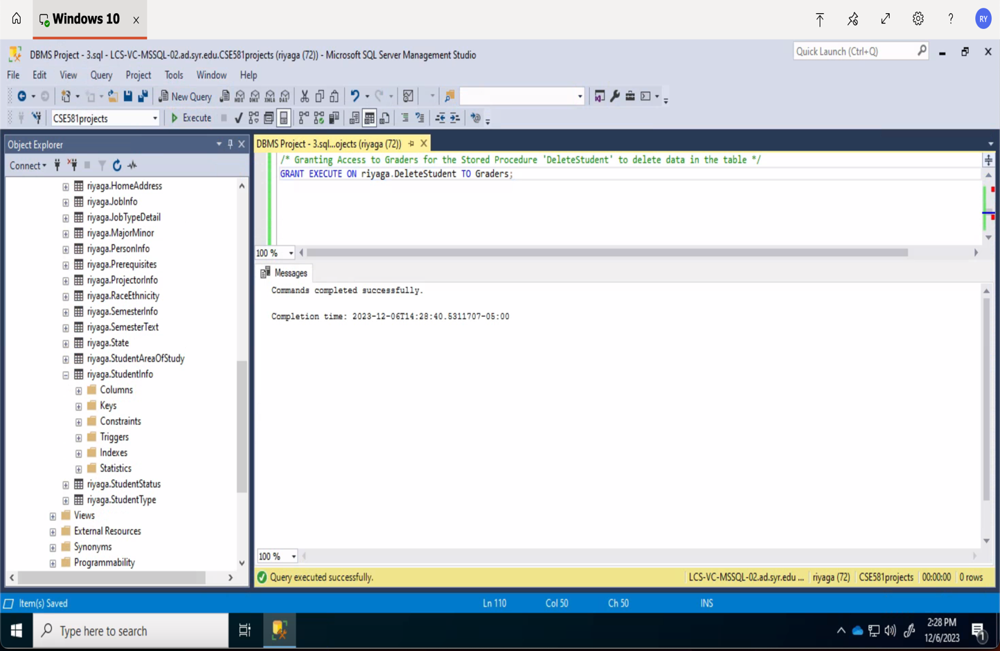 Windows 10
RY
DBMS Project - 3.sql - LCS-VC-MSSQL-02.ad.syr.edu.CSE581projects (riyaga (72)) - Microsoft SQL Server Management Studio
Quick Launch (Ctrl+Q)
File Edit View Query Project Tools Window Help
New Query
CSE581projects
Execute
Object Explorer
DBMS Project - 3.sql...ojects (riyaga (72))
Connect
/* Granting Access to Graders for the Stored Procedure 'DeleteStudent' to delete data in the table */
GRANT EXECUTE ON riyaga.DeleteStudent TO Graders;
riyaga.HomeAddress
riyaga.JobInfo
riyaga.JobTypeDetail
riyaga.MajorMinor
riyaga.PersonInfo
riyaga.Prerequisites
riyaga.ProjectorInfo
riyaga.RaceEthnicity
riyaga.SemesterInfo
riyaga.SemesterText
riyaga.State
riyaga.StudentAreaOfStudy
riyaga.StudentInfo
Columns
Keys
Constraints
Triggers
Indexes
Statistics
riyaga.StudentStatus
riyaga.StudentType
Views
External Resources
Synonyms
Programmability
100 %
Messages
Commands completed successfully.
Completion time: 2023-12-06T14:28:40.5311707-05:00
100 %
Query executed successfully.
LCS-VC-MSSQL-02.ad.syr.edu ... riyaga (72) CSE581projects 00:00:00 0 rows
Item(s) Saved
Ln 110 Col 50 Ch 50 INS
Type here to search
2:28 PM
12/6/2023
1